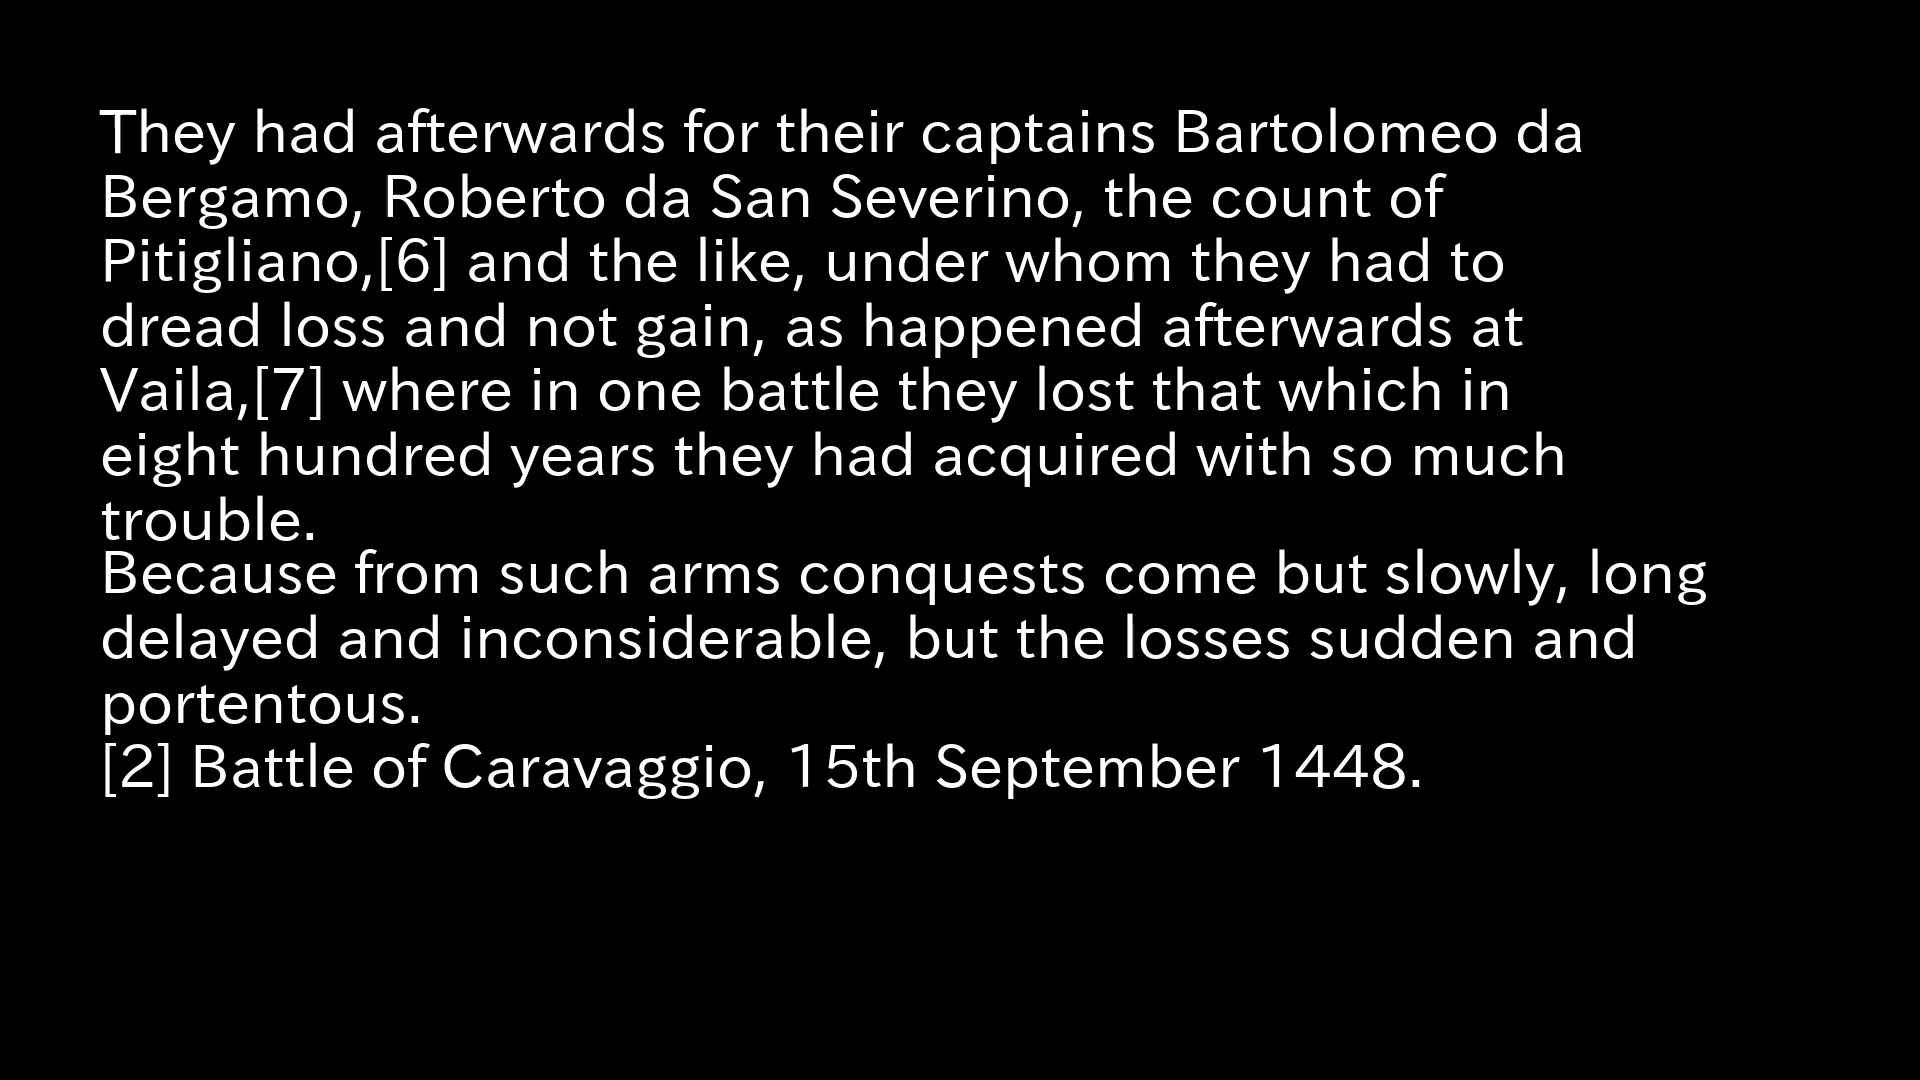 They had afterwards for their captains Bartolomeo da
Bergamo, Roberto da San Severino, the count of
Pitigliano,[6] and the like, under whom they had to
dread loss and not gain, as happened afterwards at
Vaila,[7] where in one battle they lost that which in
eight hundred years they had acquired with so much
trouble.
Because from such arms conquests come but slowly, long
delayed and inconsiderable, but the losses sudden and
portentous.
[2] Battle of Caravaggio, 15th September 1448.